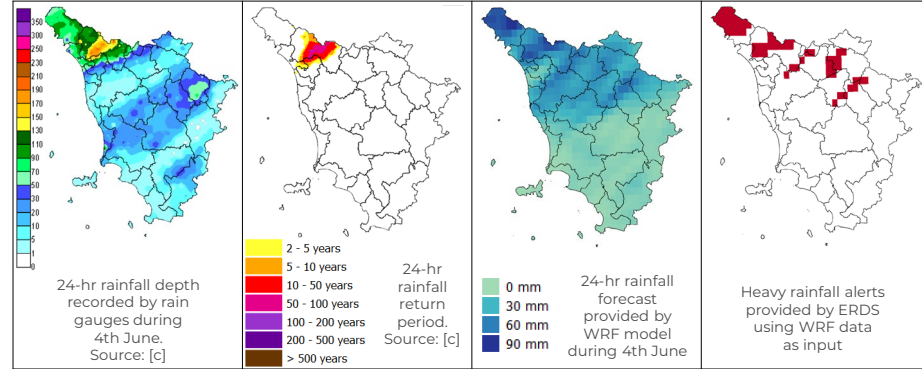 350
300
250
230
210
190
170
150
130
110
90
70
50
30
20
10
5
1
0
24-hr rainfall depth
recorded by rain
gauges during
4th June.
Source: [c]
2 - 5 years
5 - 10 years
10 - 50 years
50 - 100 years
100 - 200 years
200 - 500 years
> 500 years
24-hr
rainfall
return
period.
Source: [c]
0 mm
30 mm
60 mm
90 mm
24-hr rainfall
forecast
provided by
WRF model
during 4th June
Heavy rainfall alerts
provided by ERDS
using WRF data
as input